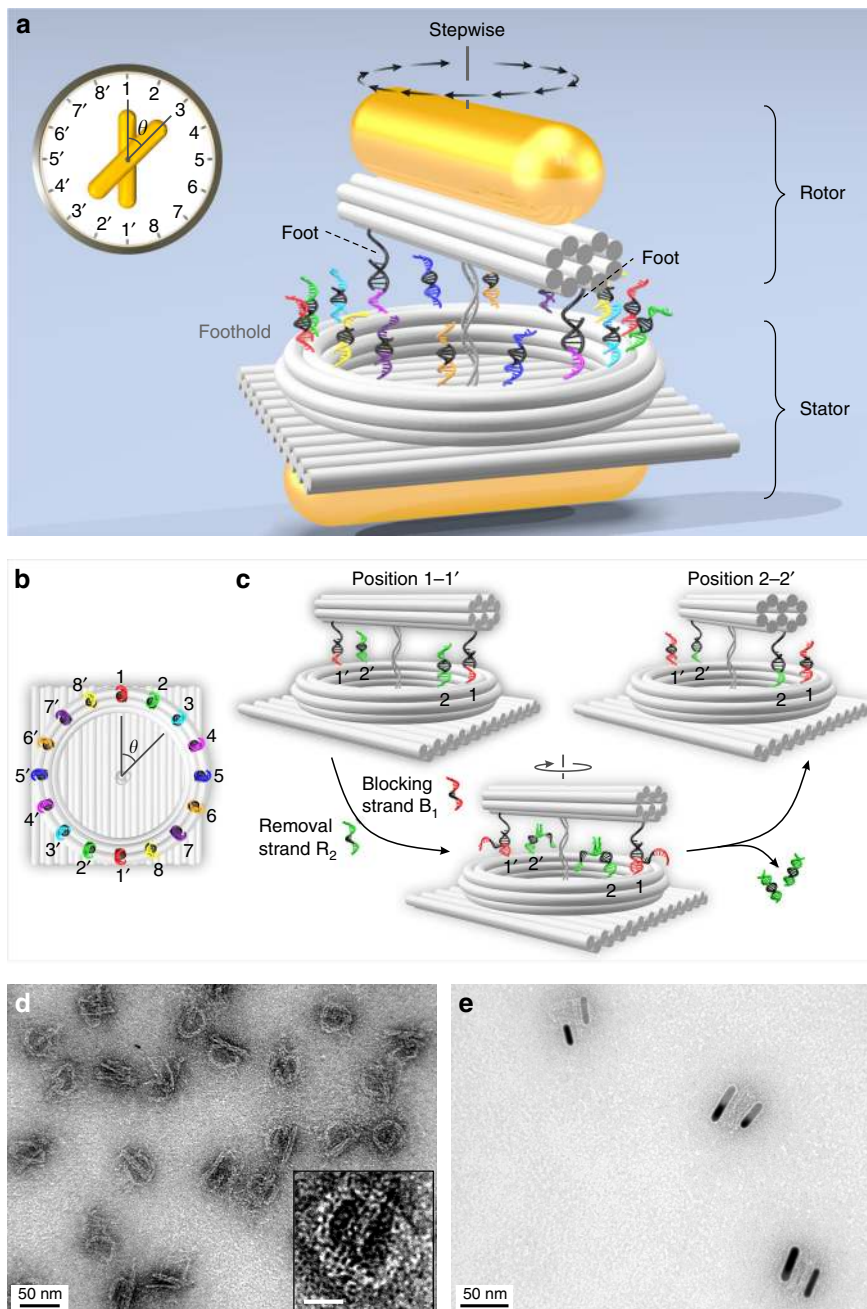 a
Stepwise
1
2
3
4
5
6
7
8
1′
2′
3′
4′
5′
6′
7′
8′
θ
Rotor
Foot
Foot
Foothold
Stator
b
1
2
3
4
5
6
7
8
1′
2′
3′
4′
5′
6′
7′
8′
θ
c
Position 1–1′
Position 2–2′
1′
2′
2
1
1′
2′
2
1
Blocking
strand B₁
Removal
strand R₂
1′
2′
2
1
d
50 nm
e
50 nm